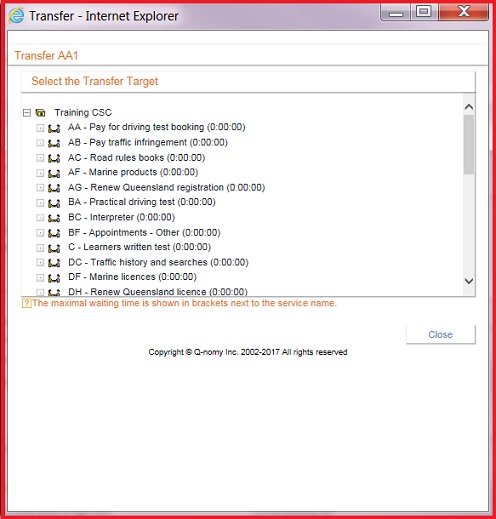 Transfer - Internet Explorer
Transfer AA1
Select the Transfer Target
Training CSC
AA - Pay for driving test booking (0:00:00)
AB - Pay traffic infringement (0:00:00)
AC - Road rules books (0:00:00)
AF - Marine products (0:00:00)
AG - Renew Queensland registration (0:00:00)
BA - Practical driving test (0:00:00)
BC - Interpreter (0:00:00)
BF - Appointments - Other (0:00:00)
C - Learners written test (0:00:00)
DC - Traffic history and searches (0:00:00)
DF - Marine licences (0:00:00)
DH - Renew Queensland licence (0:00:00)
?The maximal waiting time is shown in brackets next to the service name.
Close
Copyright © Q-nomy Inc. 2002-2017 All rights reserved